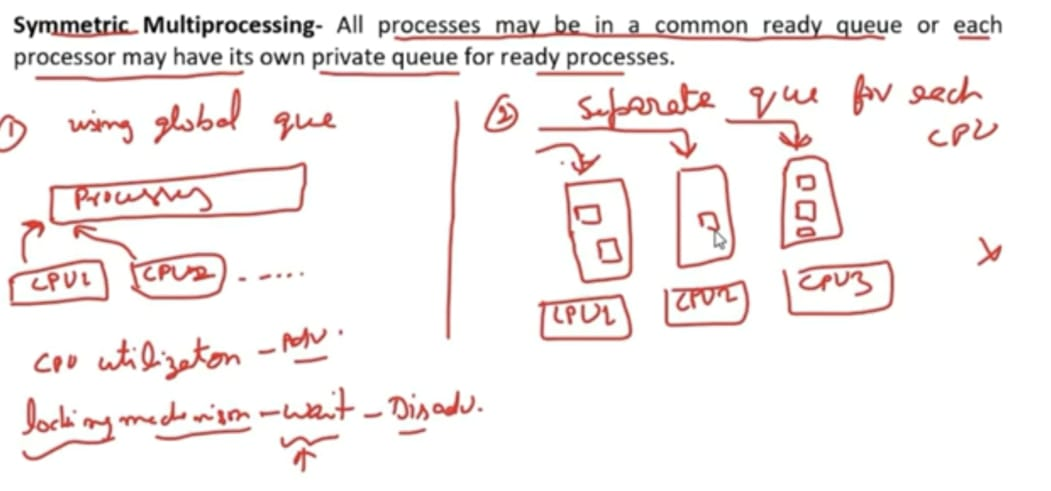 Symmetric Multiprocessing- All processes may be in a common ready queue or each
processor may have its own private queue for ready processes.
① using global que
Processes
CPU1 CPU2 ......
CPU utilization - Adv.
locking mechanism - wait - Disadv.
② Separate que for each
CPU
CPU1 CPU2 CPU3